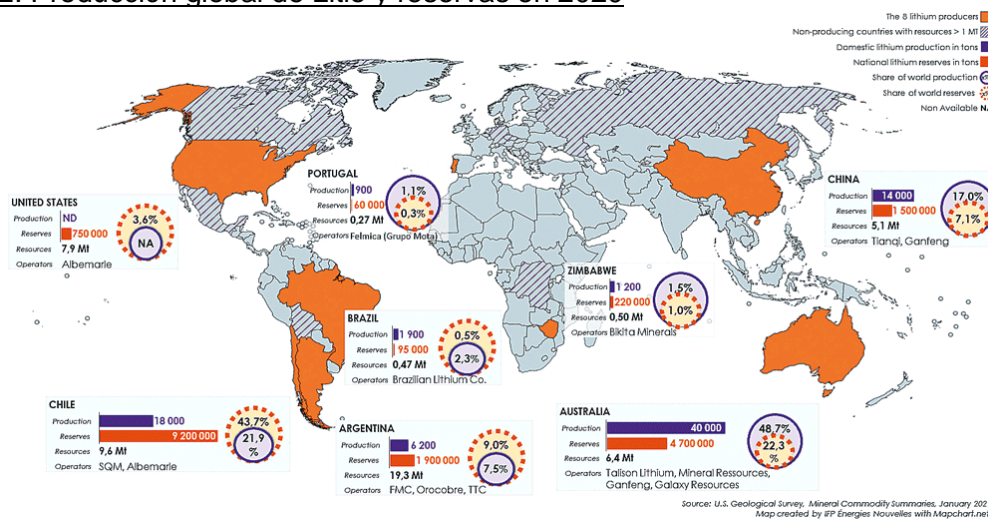 The 8 lithium producers
Non-producing countries with resources > 1 MT
Domestic lithium production in tons
National lithium reserves in tons
Share of world production
Share of world reserves
Non Available
UNITED STATES
Production ND
Reserves 750 000
Resources 7,9 Mt
Operators Albemarle
3,6%
NA
PORTUGAL
Production 900
Reserves 60 000
Resources 0,27 Mt
Operators Felmica (Grupo Mota)
1,1%
0,3%
CHINA
Production 14 000
Reserves 1 500 000
Resources 5,1 Mt
Operators Tianqi, Ganfeng
17,0%
7,1%
ZIMBABWE
Production 1 200
Reserves 220 000
Resources 0,50 Mt
Operators Bikita Minerals
1,5%
1,0%
BRAZIL
Production 1 900
Reserves 95 000
Resources 0,47 Mt
Operators Brazilian Lithium Co.
0,5%
2,3%
CHILE
Production 18 000
Reserves 9 200 000
Resources 9,6 Mt
Operators SQM, Albemarle
43,7%
21,9
%
ARGENTINA
Production 6 200
Reserves 1 900 000
Resources 19,3 Mt
Operators FMC, Orocobre, TTC
9,0%
7,5%
AUSTRALIA
Production 40 000
Reserves 4 700 000
Resources 6,4 Mt
Operators Talison Lithium, Mineral Ressources,
Ganfeng, Galaxy Resources
48,7%
22,3
%
Source: U.S. Geological Survey, Mineral Commodity Summaries, January 202
Map created by IFP Énergies Nouvelles with Mapchart.net